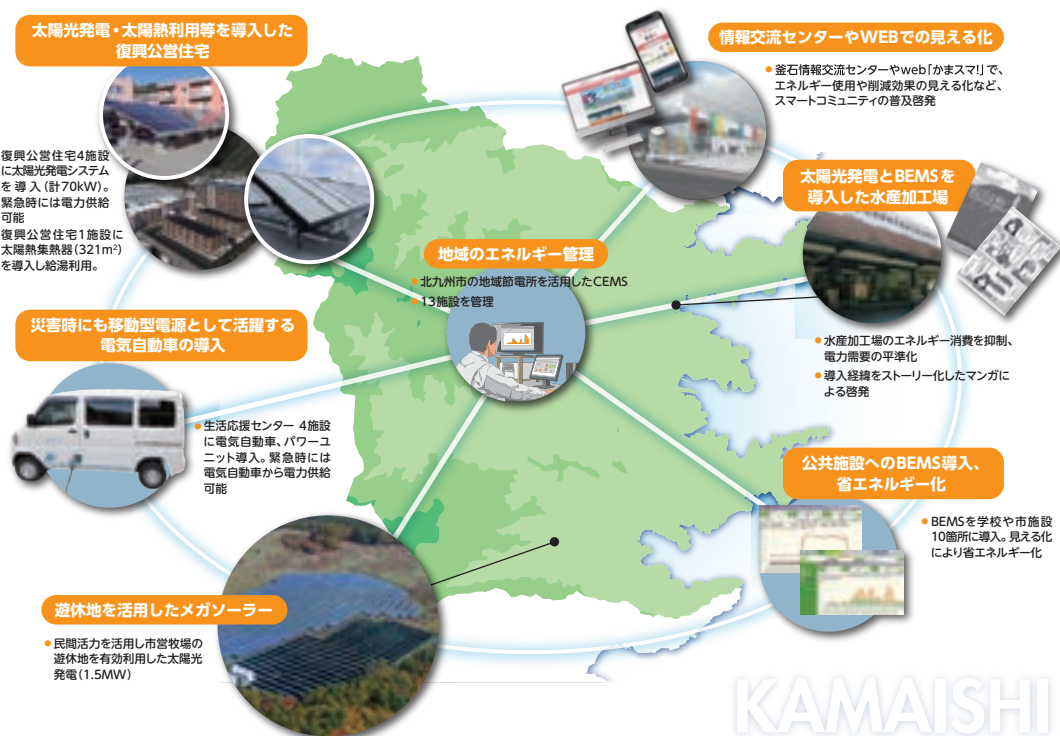 太陽光発電・太陽熱利用等を導入した
復興公営住宅
復興公営住宅4施設
に太陽光発電システム
を導入(計70kW)。
緊急時には電力供給
可能
復興公営住宅1施設に
太陽熱集熱器(321m²)
を導入し給湯利用。
情報交流センターやWEBでの見える化
● 釜石情報交流センターやweb「かまスマ!」で、
エネルギー使用や削減効果の見える化など、
スマートコミュニティの普及啓発
太陽光発電とBEMSを
導入した水産加工場
● 水産加工場のエネルギー消費を抑制、
電力需要の平準化
● 導入経緯をストーリー化したマンガに
よる啓発
地域のエネルギー管理
● 北九州市の地域節電所を活用したCEMS
● 13施設を管理
災害時にも移動型電源として活躍する
電気自動車の導入
● 生活応援センター 4施設
に電気自動車、パワーユ
ニット導入。緊急時には
電気自動車から電力供給
可能
公共施設へのBEMS導入、
省エネルギー化
● BEMSを学校や市施設
10箇所に導入。見える化
により省エネルギー化
遊休地を活用したメガソーラー
● 民間活力を活用し市営牧場の
遊休地を有効利用した太陽光
発電(1.5MW)
KAMAISHI